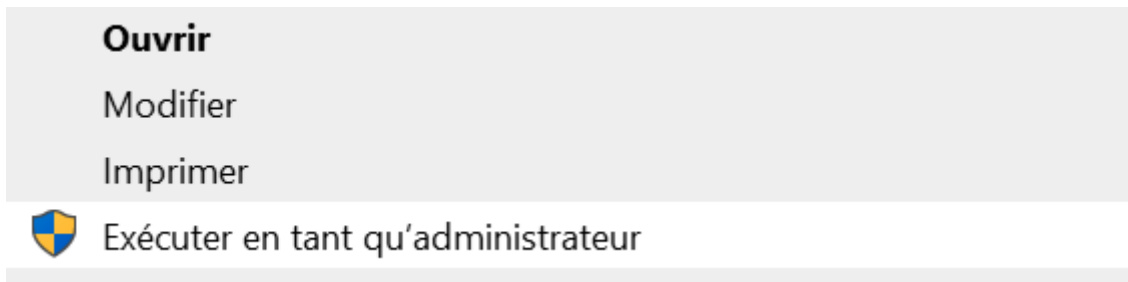 Ouvrir
Modifier
Imprimer
Exécuter en tant qu’administrateur